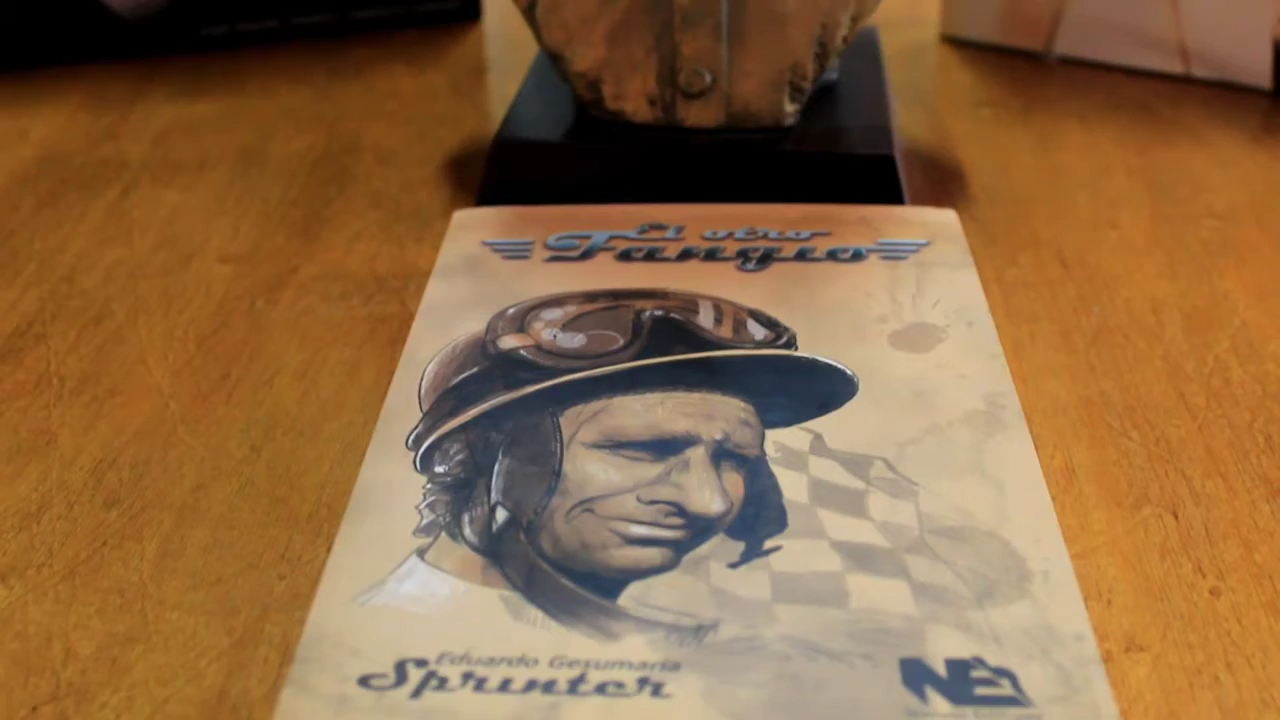 El otro
Fangio
Eduardo Gesumaria
Sprinter
NE